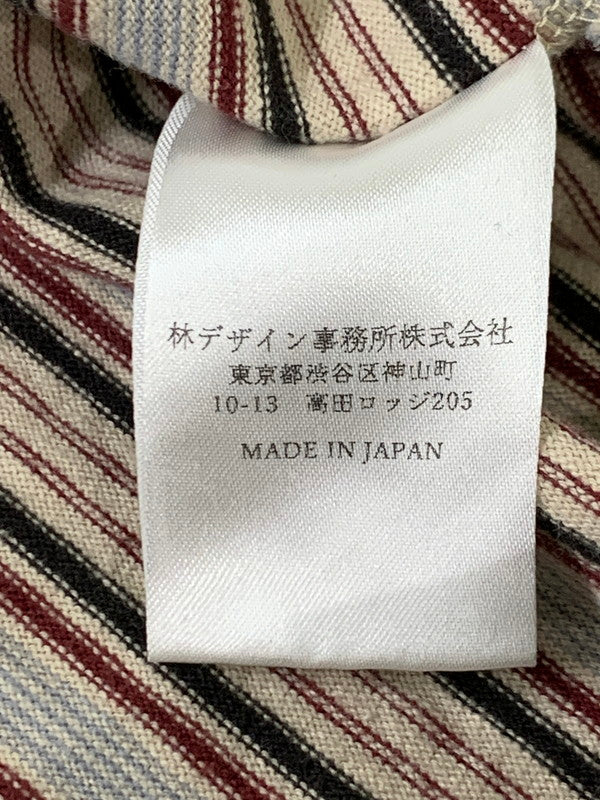 林デザイン事務所株式会社
東京都渋谷区神山町
10-13　高田ロッジ205
MADE IN JAPAN